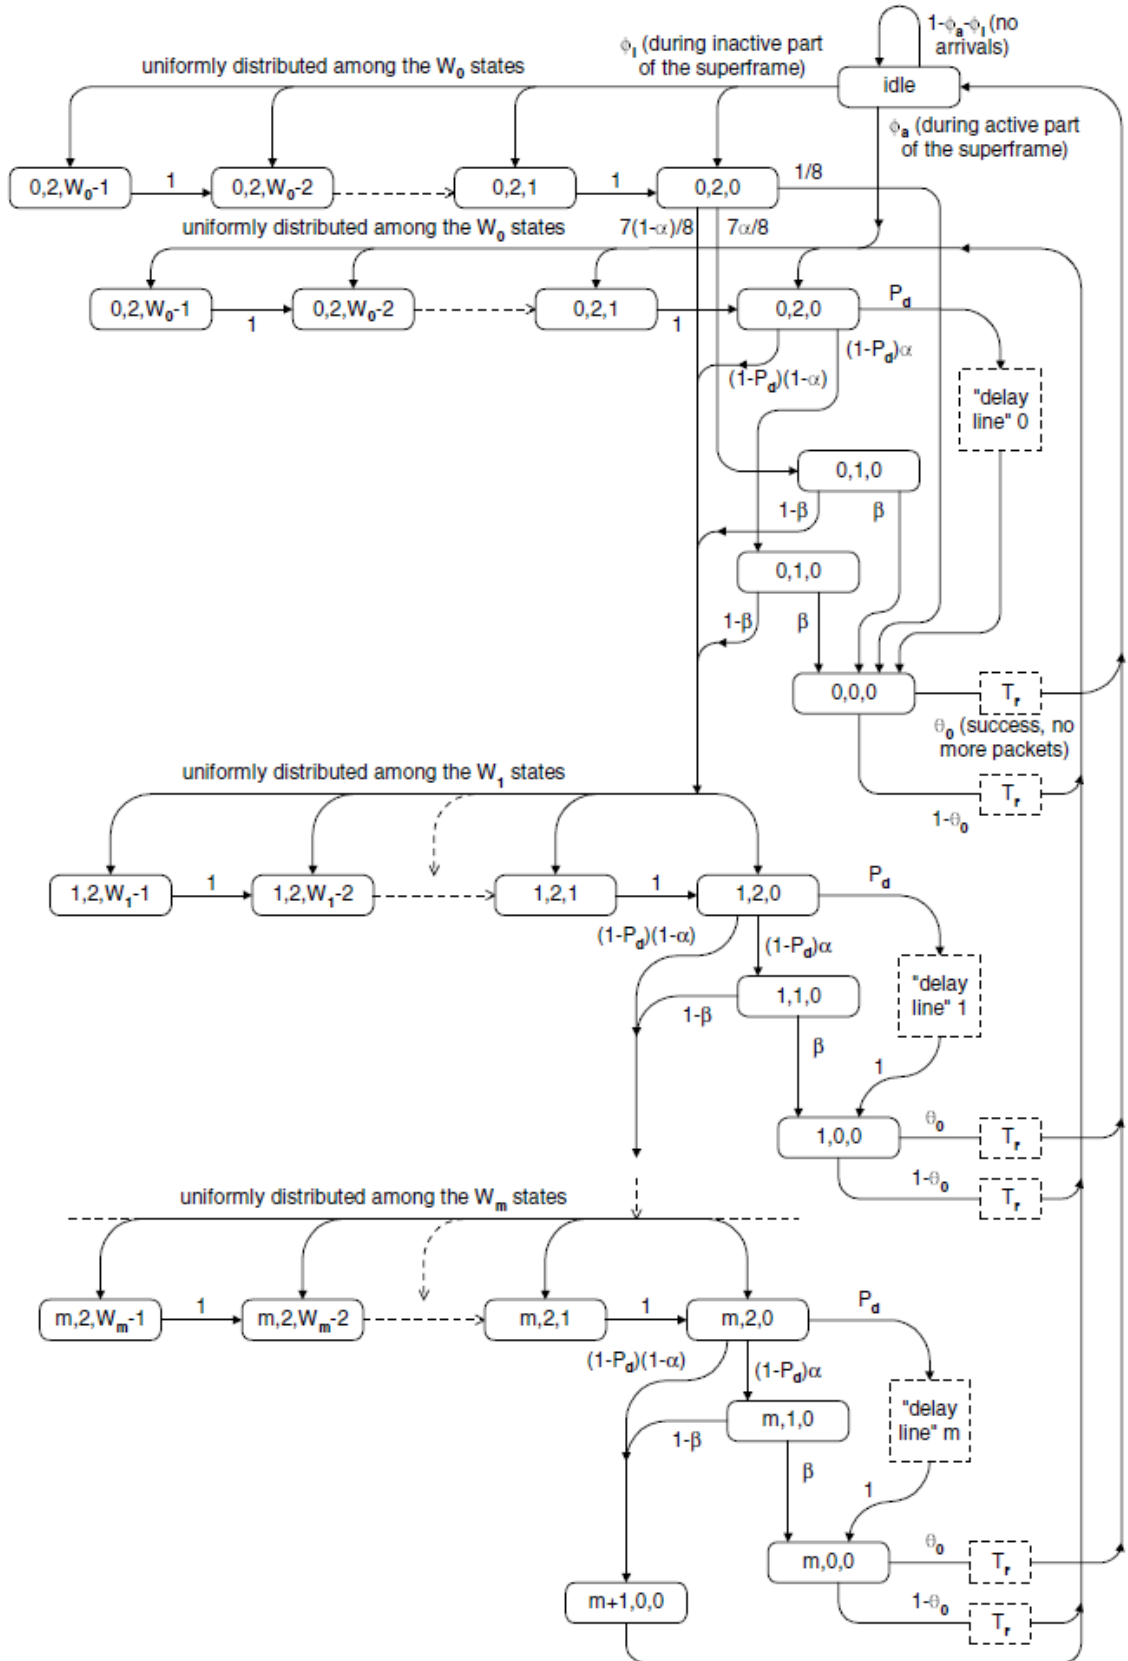 1-ϕa-ϕI (no
arrivals)
ϕI (during inactive part
of the superframe)
uniformly distributed among the W0 states
idle
ϕa (during active part
of the superframe)
0,2,W0-1
1
0,2,W0-2
0,2,1
1
0,2,0
1/8
uniformly distributed among the W0 states
7(1-α)/8
7α/8
0,2,W0-1
1
0,2,W0-2
0,2,1
1
0,2,0
Pd
(1-Pd)α
(1-Pd)(1-α)
"delay
line" 0
0,1,0
1-β
β
0,1,0
1-β
β
0,0,0
Tr
θ0 (success, no
more packets)
uniformly distributed among the W1 states
Tr
1-θ0
1,2,W1-1
1
1,2,W1-2
1,2,1
1
1,2,0
Pd
(1-Pd)(1-α)
(1-Pd)α
"delay
line" 1
1,1,0
1-β
β
1
1,0,0
θ0
Tr
1-θ0
Tr
uniformly distributed among the Wm states
m,2,Wm-1
1
m,2,Wm-2
m,2,1
1
m,2,0
Pd
(1-Pd)(1-α)
(1-Pd)α
"delay
line" m
m,1,0
1-β
β
1
m,0,0
θ0
Tr
m+1,0,0
1-θ0
Tr